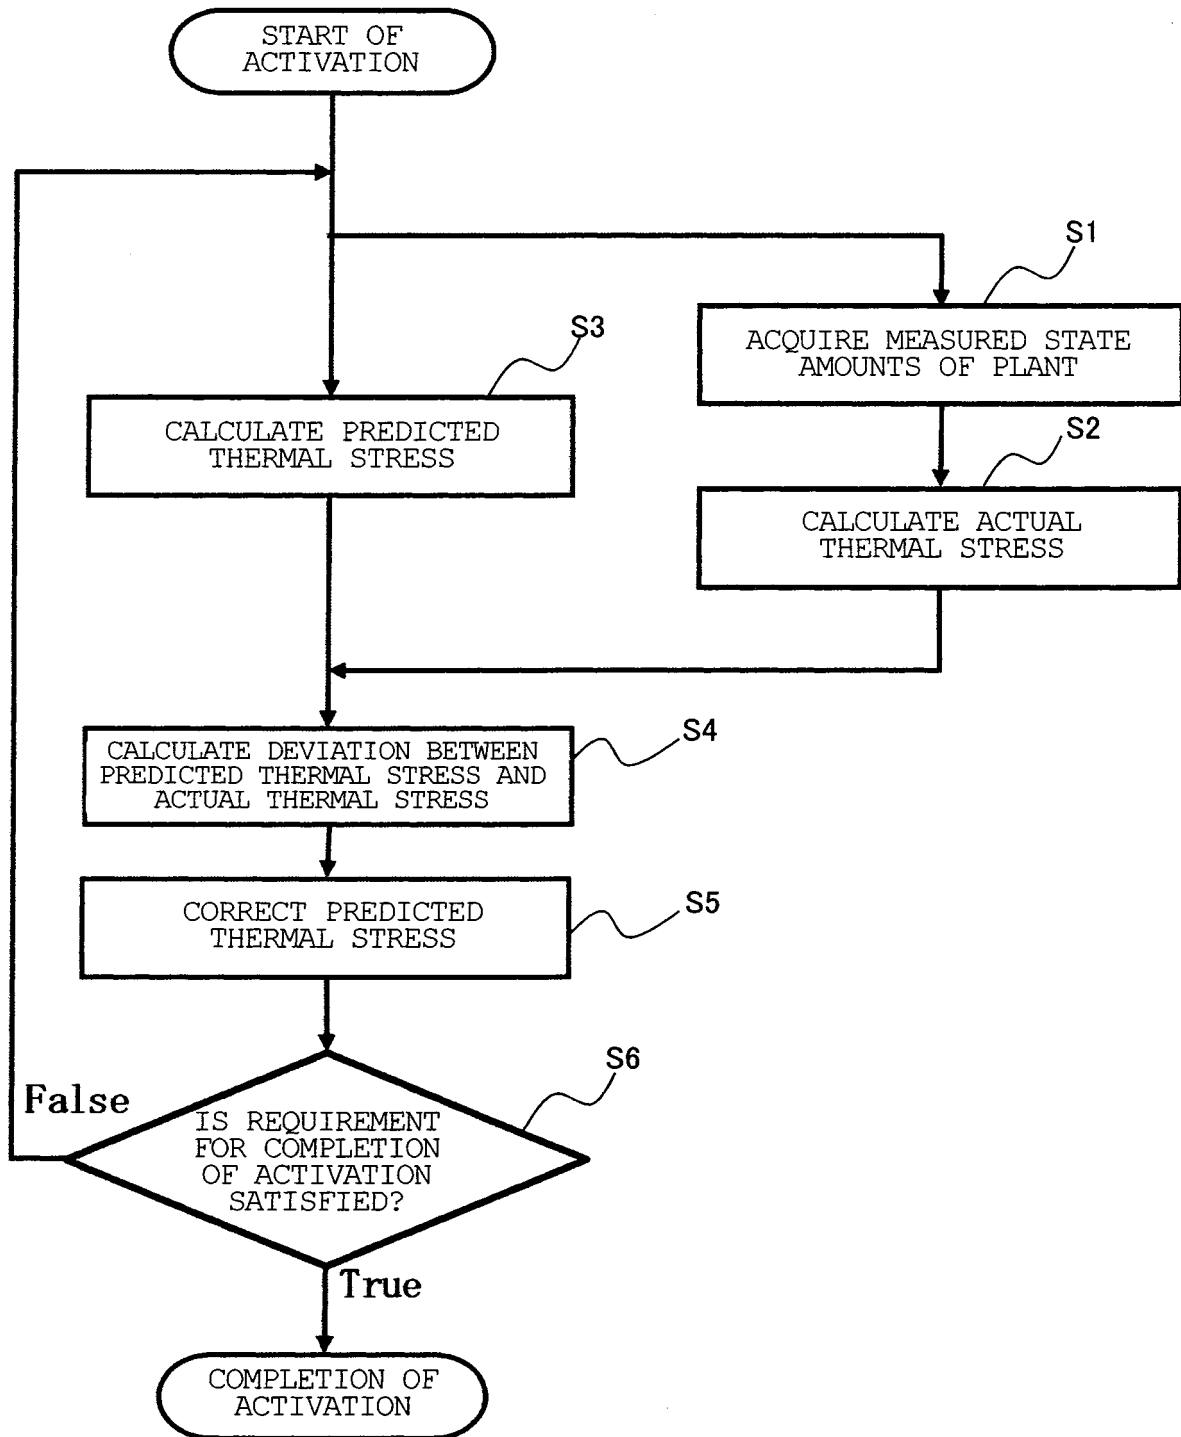 START OF
ACTIVATION
S1
ACQUIRE MEASURED STATE
AMOUNTS OF PLANT
S3
CALCULATE PREDICTED
THERMAL STRESS
S2
CALCULATE ACTUAL
THERMAL STRESS
S4
CALCULATE DEVIATION BETWEEN
PREDICTED THERMAL STRESS AND
ACTUAL THERMAL STRESS
S5
CORRECT PREDICTED
THERMAL STRESS
S6
False
IS REQUIREMENT
FOR COMPLETION
OF ACTIVATION
SATISFIED?
True
COMPLETION OF
ACTIVATION